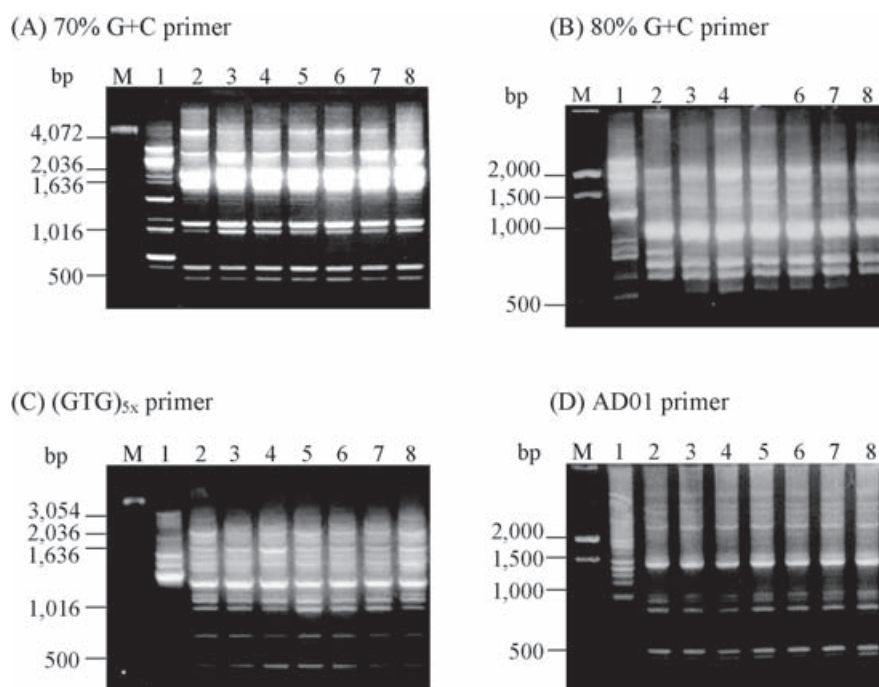 (A) 70% G+C primer
bp M 1 2 3 4 5 6 7 8
4,072
2,036
1,636
1,016
500
(B) 80% G+C primer
bp M 1 2 3 4 6 7 8
2,000
1,500
1,000
500
(C) (GTG)5x primer
bp M 1 2 3 4 5 6 7 8
3,054
2,036
1,636
1,016
500
(D) AD01 primer
bp M 1 2 3 4 5 6 7 8
2,000
1,500
1,000
500